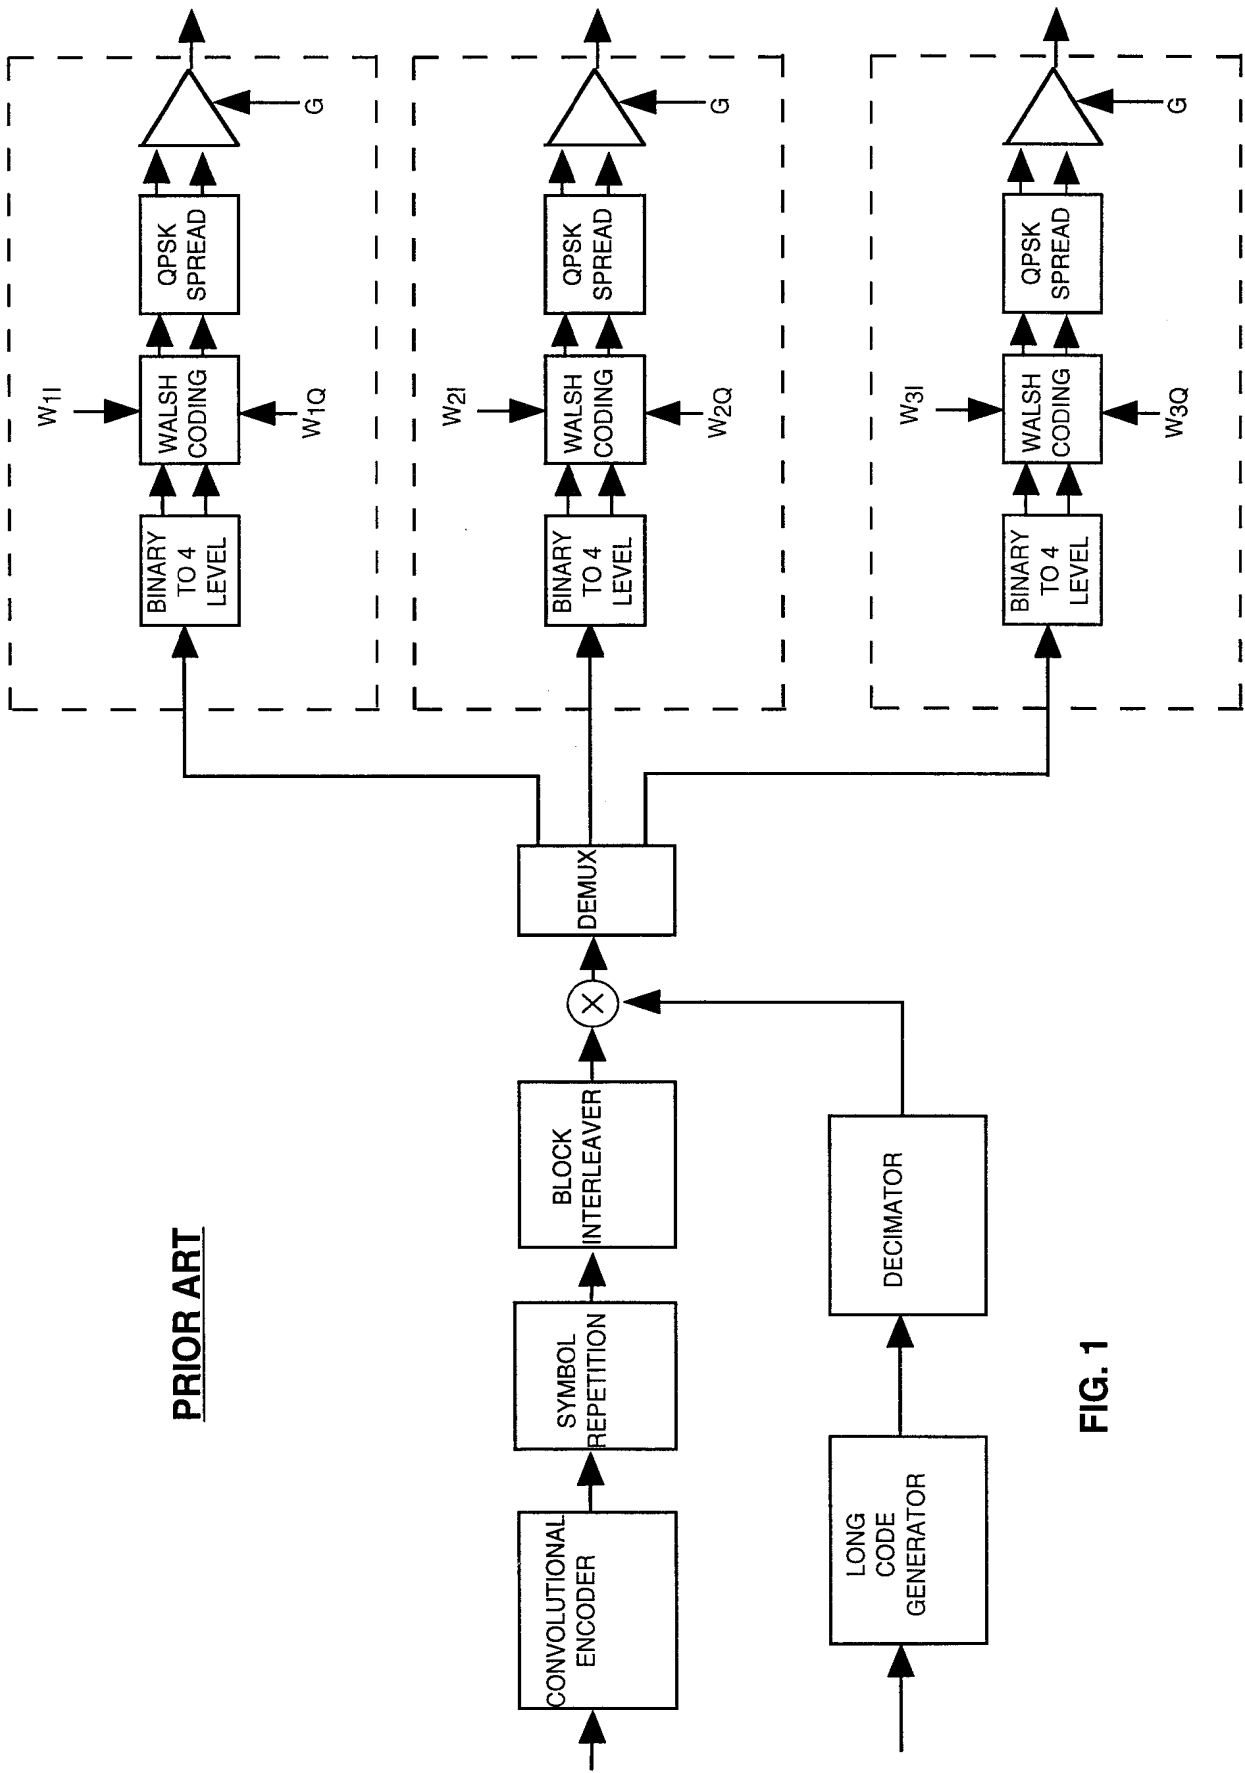 PRIOR ART
CONVOLUTIONAL
ENCODER
SYMBOL
REPETITION
BLOCK
INTERLEAVER
X
DEMUX
LONG
CODE
GENERATOR
DECIMATOR
BINARY
TO 4
LEVEL
W1I
WALSH
CODING
W1Q
QPSK
SPREAD
G
BINARY
TO 4
LEVEL
W2I
WALSH
CODING
W2Q
QPSK
SPREAD
G
BINARY
TO 4
LEVEL
W3I
WALSH
CODING
W3Q
QPSK
SPREAD
G
FIG. 1